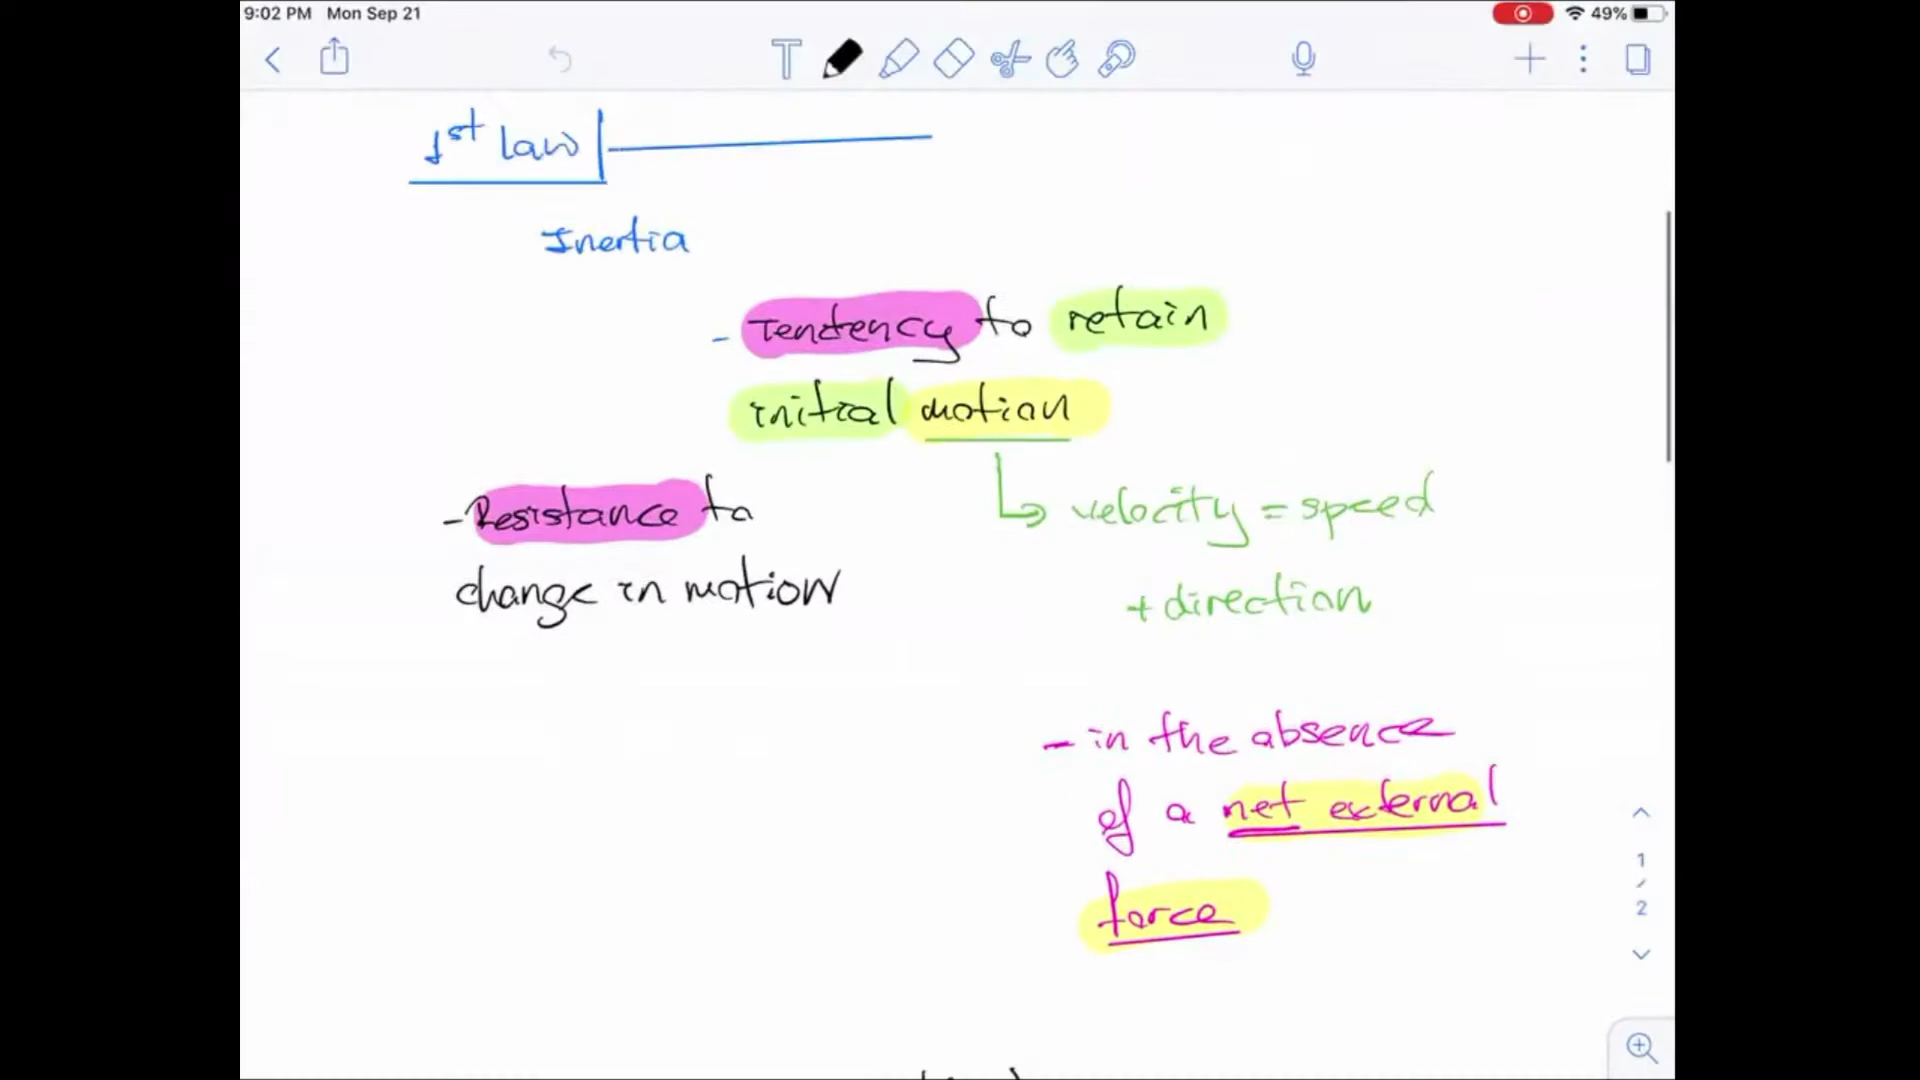 9:02 PM Mon Sep 21
49%
1st law
Inertia
- Tendency to retain
initial motion
- Resistance to
change in motion
velocity = speed
+ direction
- in the absence
of a net external
force
1
/
2